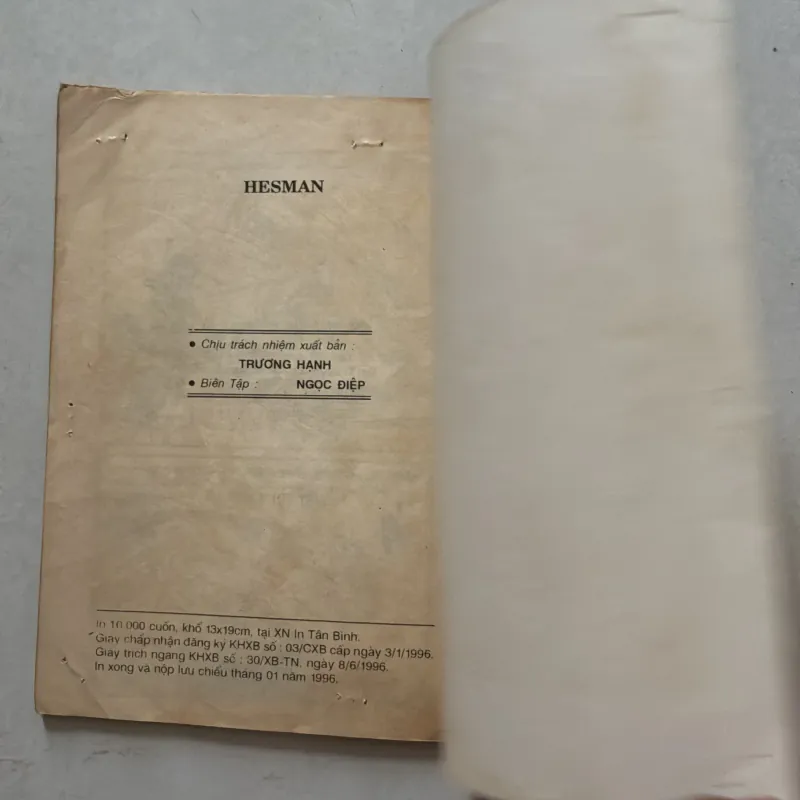 HESMAN
• Chịu trách nhiệm xuất bản :
TRƯƠNG HẠNH
• Biên Tập : NGỌC ĐIỆP
In 10.000 cuốn, khổ 13x19cm, tại XN In Tân Bình.
Giấy chấp nhận đăng ký KHXB số : 03/CXB cấp ngày 3/1/1996.
Giấy trích ngang KHXB số : 30/XB-TN, ngày 8/6/1996.
In xong và nộp lưu chiểu tháng 01 năm 1996.